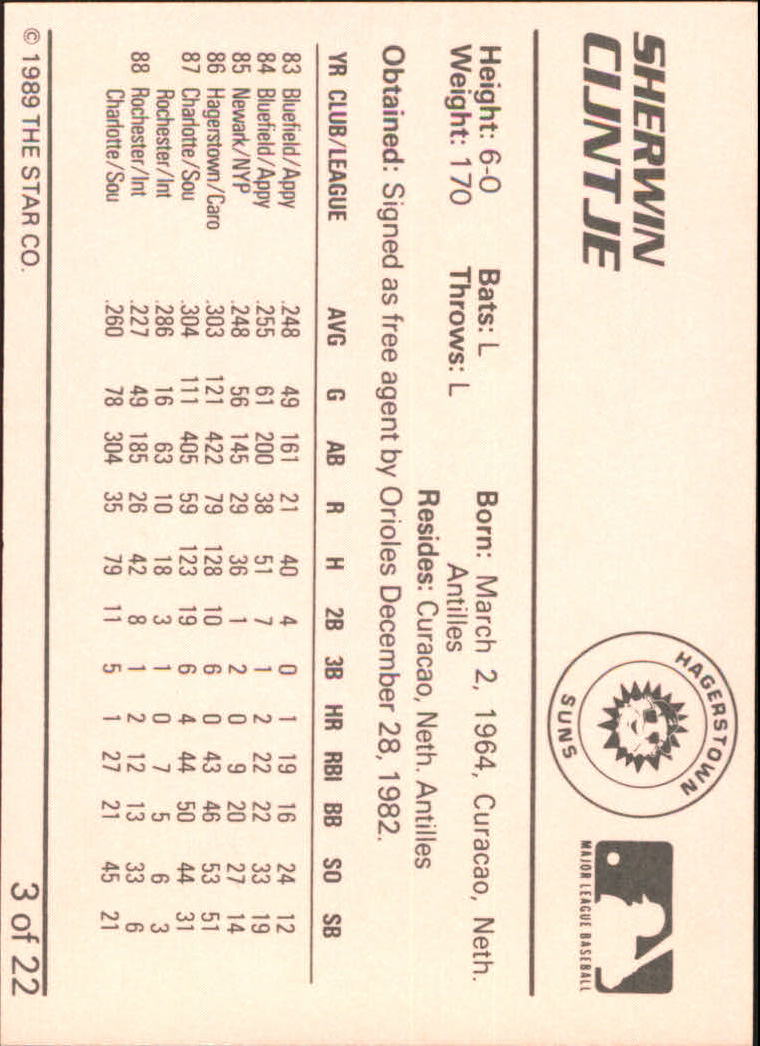 SHERWIN
CIJNTJE
HAGERSTOWN
SUNS
MAJOR LEAGUE BASEBALL
Height: 6-0 Bats: L Born: March 2, 1964, Curacao, Neth.
Antilles
Weight: 170 Throws: L
Resides: Curacao, Neth. Antilles
Obtained: Signed as free agent by Orioles December 28, 1982.
YR CLUB/LEAGUE AVG G AB R H 2B 3B HR RBI BB SO SB
83 Bluefield/Appy .248 49 161 21 40 4 0 1 19 16 24 12
84 Bluefield/Appy .255 61 200 38 51 7 1 2 22 22 33 19
85 Newark/NYP .248 56 145 29 36 1 2 0 9 20 27 14
86 Hagerstown/Caro .303 121 422 79 128 10 6 0 43 46 53 51
87 Charlotte/Sou .304 111 405 59 123 19 6 4 44 50 44 31
Rochester/Int .286 16 63 10 18 3 1 0 7 5 6 3
88 Rochester/Int .227 49 185 26 42 8 1 2 12 13 33 6
Charlotte/Sou .260 78 304 35 79 11 5 1 27 21 45 21
© 1989 THE STAR CO. 3 of 22